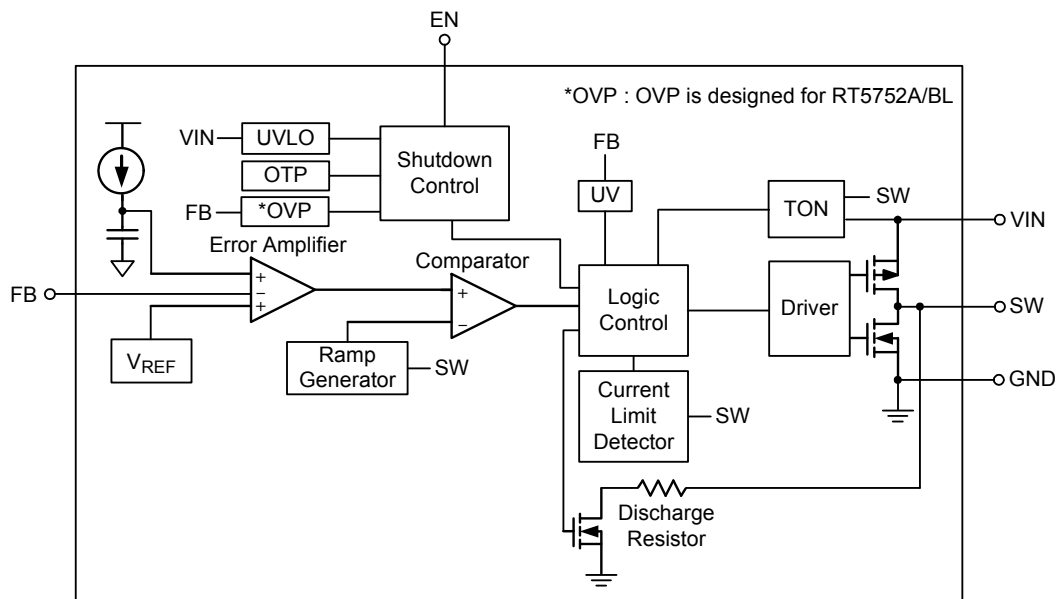 EN
*OVP : OVP is designed for RT5752A/BL
VIN
UVLO
OTP
FB
*OVP
Shutdown
Control
FB
UV
TON
SW
VIN
Error Amplifier
Comparator
FB
+
−
+
+
−
Logic
Control
Driver
SW
VREF
Ramp
Generator
SW
Current
Limit
Detector
SW
GND
Discharge
Resistor